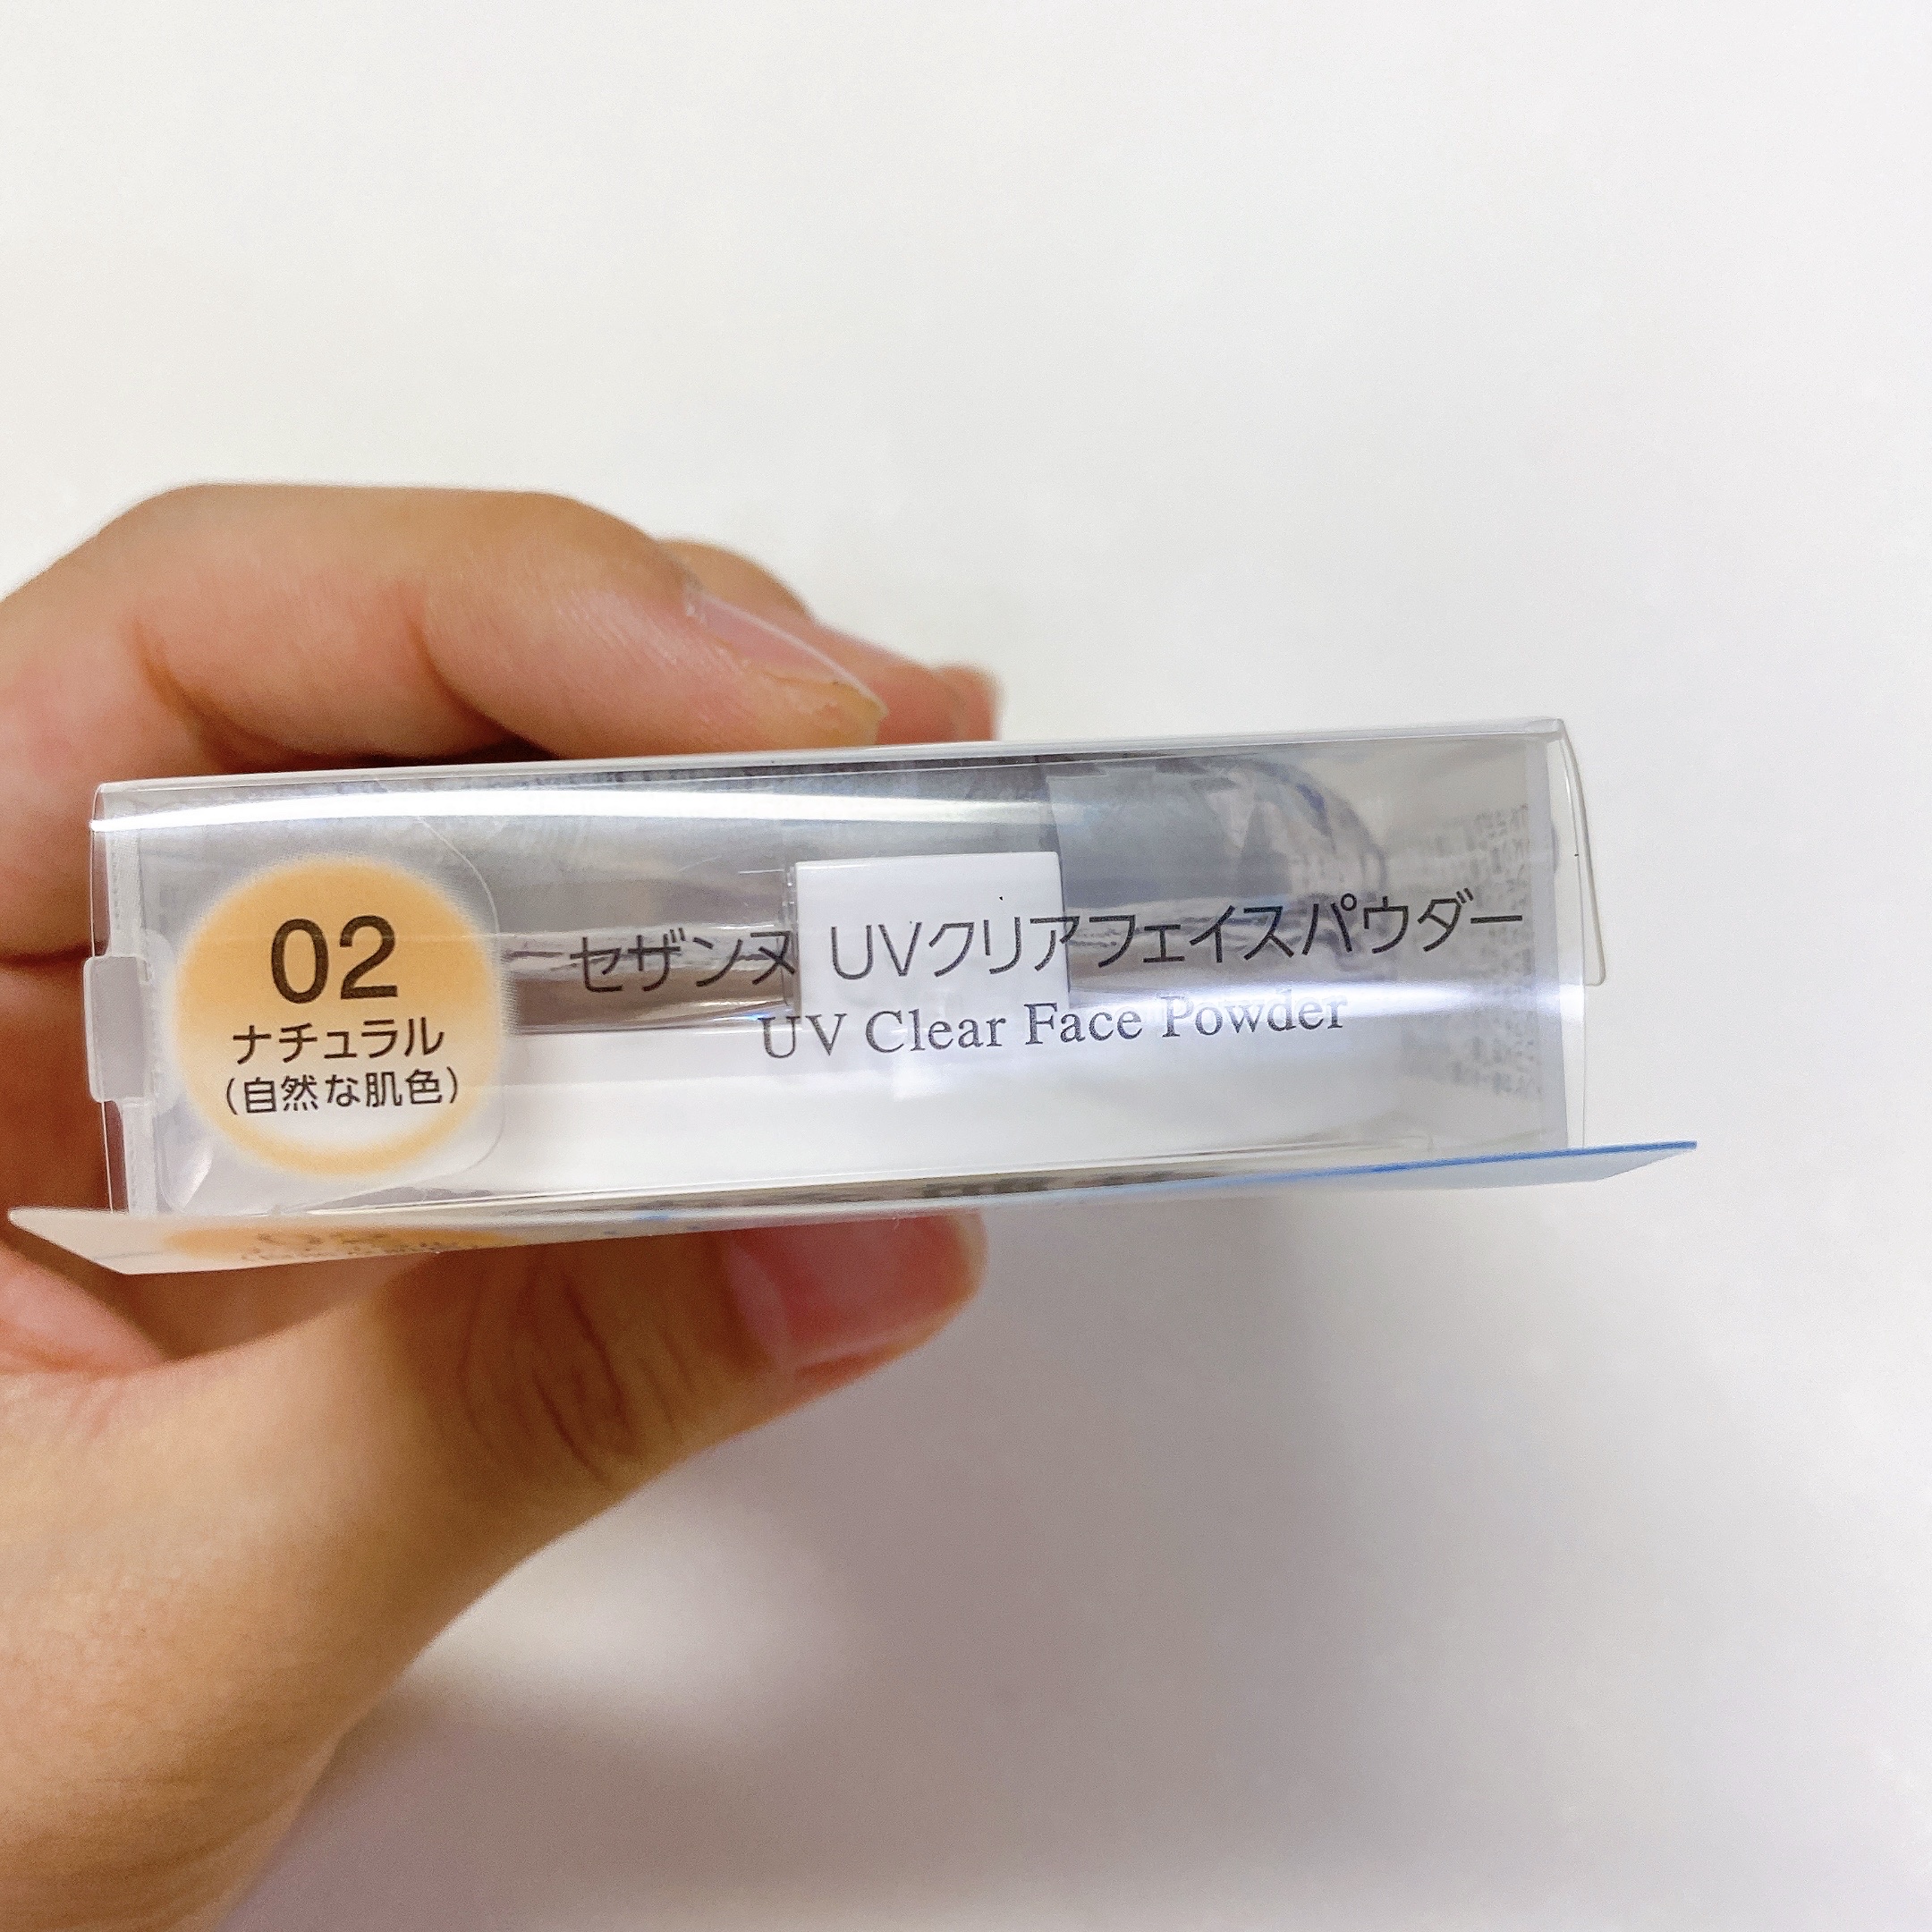 02
ナチュラル
(自然な肌色)
セザンヌ UVクリアフェイスパウダー
UV Clear Face Powder